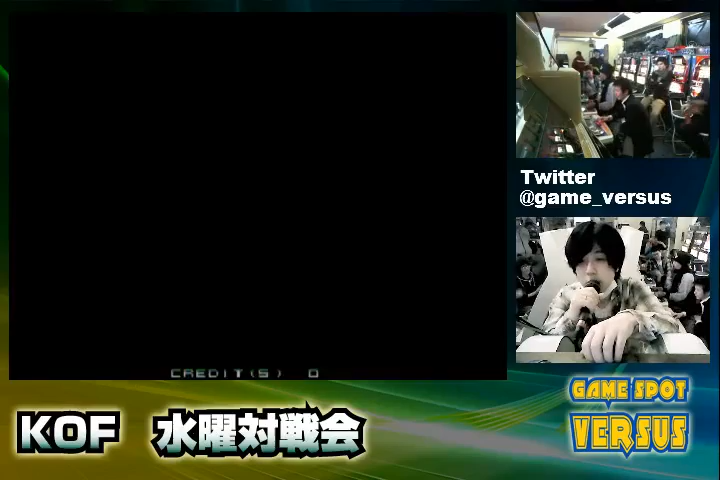 Twitter
@game_versus
CREDIT(S) 0
KOF 水曜対戦会
GAME SPOT
VERSUS